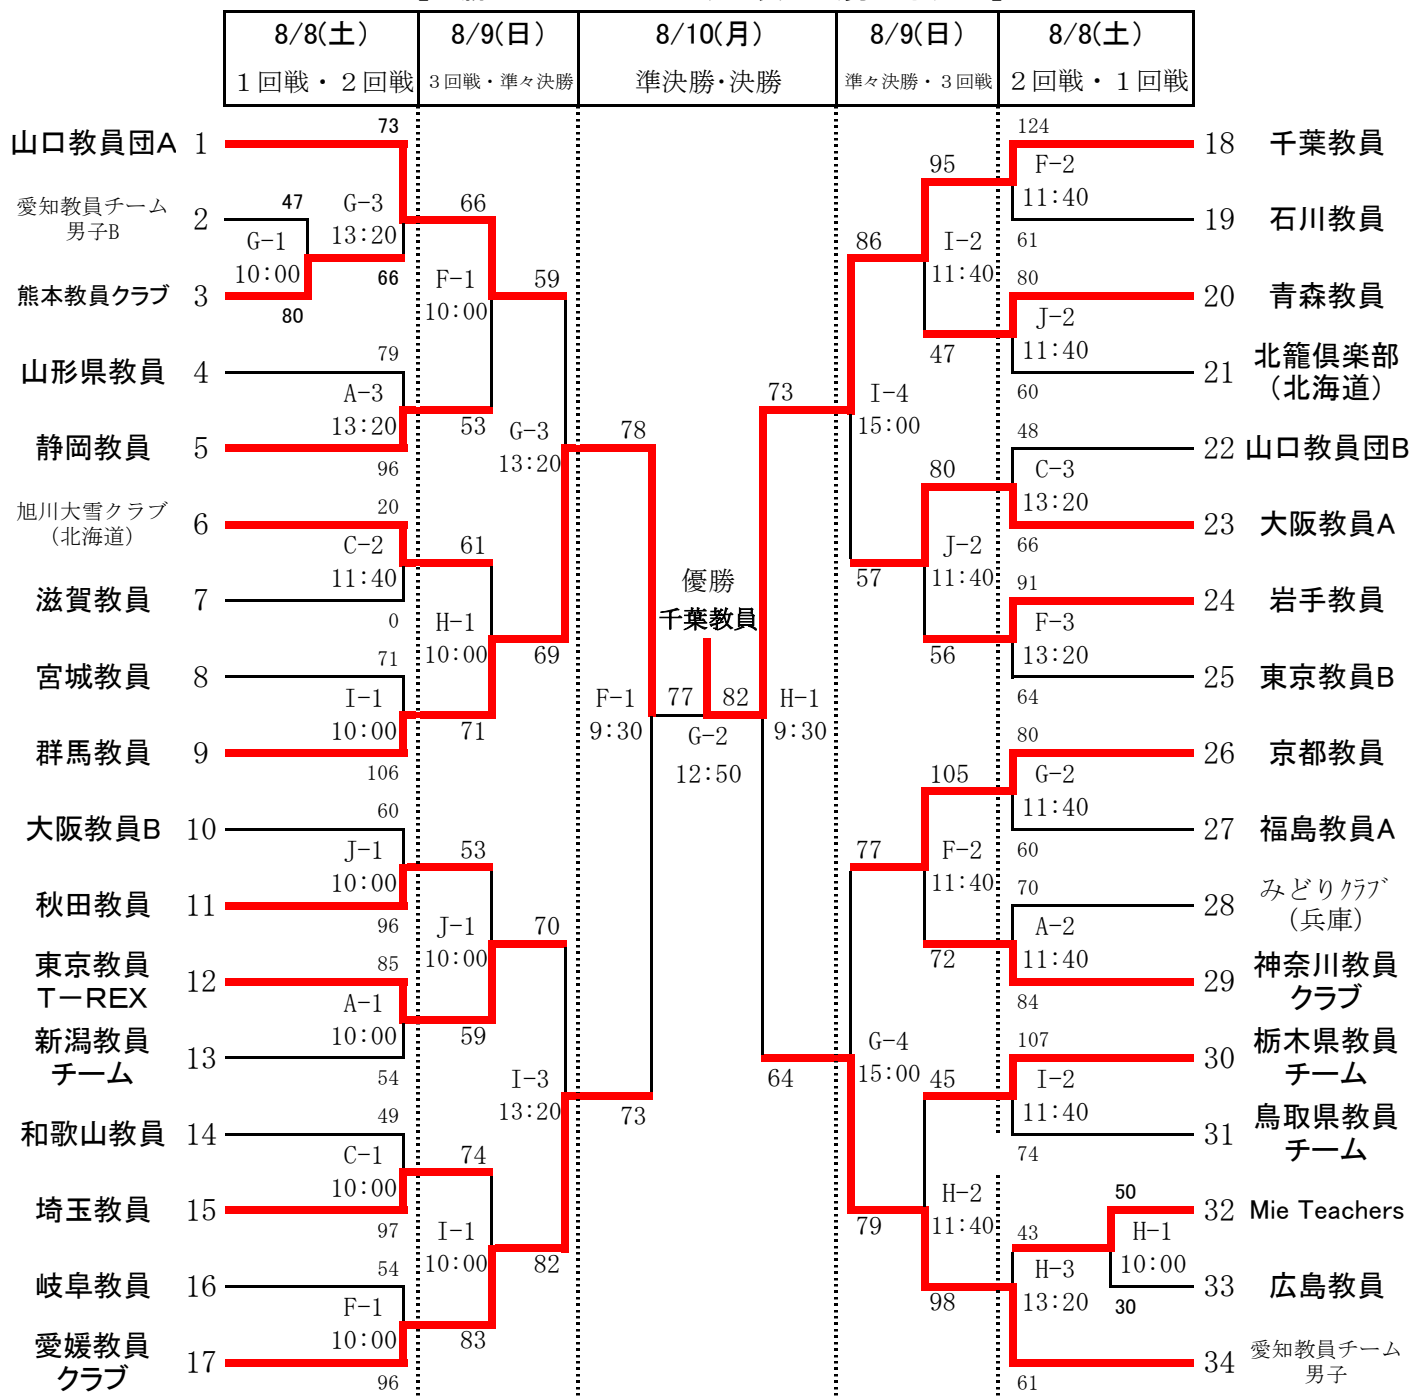 8/8(土) 8/9(日) 8/10(月) 8/9(日) 8/8(土)
1回戦・2回戦 3回戦・準々決勝 準決勝・決勝 準々決勝・3回戦 2回戦・1回戦
山口教員団A 1
愛知教員チーム
男子B
2
熊本教員クラブ 3
山形県教員 4
静岡教員 5
旭川大雪クラブ
(北海道)
6
滋賀教員 7
宮城教員 8
群馬教員 9
大阪教員B 10
秋田教員 11
東京教員
T-REX
12
新潟教員
チーム
13
和歌山教員 14
埼玉教員 15
岐阜教員 16
愛媛教員
クラブ
17
73
47
G-1
10:00
80
G-3
13:20
66
79
A-3
13:20
96
20
C-2
11:40
0
71
I-1
10:00
106
60
J-1
10:00
96
85
A-1
10:00
54
49
C-1
10:00
97
54
F-1
10:00
96
66
F-1
10:00
53
61
H-1
10:00
71
53
J-1
10:00
59
74
I-1
10:00
83
59
G-3
13:20
69
70
I-3
13:20
82
78
F-1
9:30
73
優勝
千葉教員
77 82
G-2
12:50
73
H-1
9:30
64
86
I-4
15:00
57
77
G-4
15:00
79
95
I-2
11:40
47
80
J-2
11:40
56
105
F-2
11:40
72
45
H-2
11:40
98
124
F-2
11:40
61
80
J-2
11:40
60
48
C-3
13:20
66
91
F-3
13:20
64
80
G-2
11:40
60
70
A-2
11:40
84
107
I-2
11:40
74
50
H-1
10:00
30
43
H-3
13:20
61
18 千葉教員
19 石川教員
20 青森教員
21 北籠倶楽部
(北海道)
22 山口教員団B
23 大阪教員A
24 岩手教員
25 東京教員B
26 京都教員
27 福島教員A
28 みどりクラブ
(兵庫)
29 神奈川教員
クラブ
30 栃木県教員
チーム
31 鳥取県教員
チーム
32 Mie Teachers
33 広島教員
34 愛知教員チーム
男子